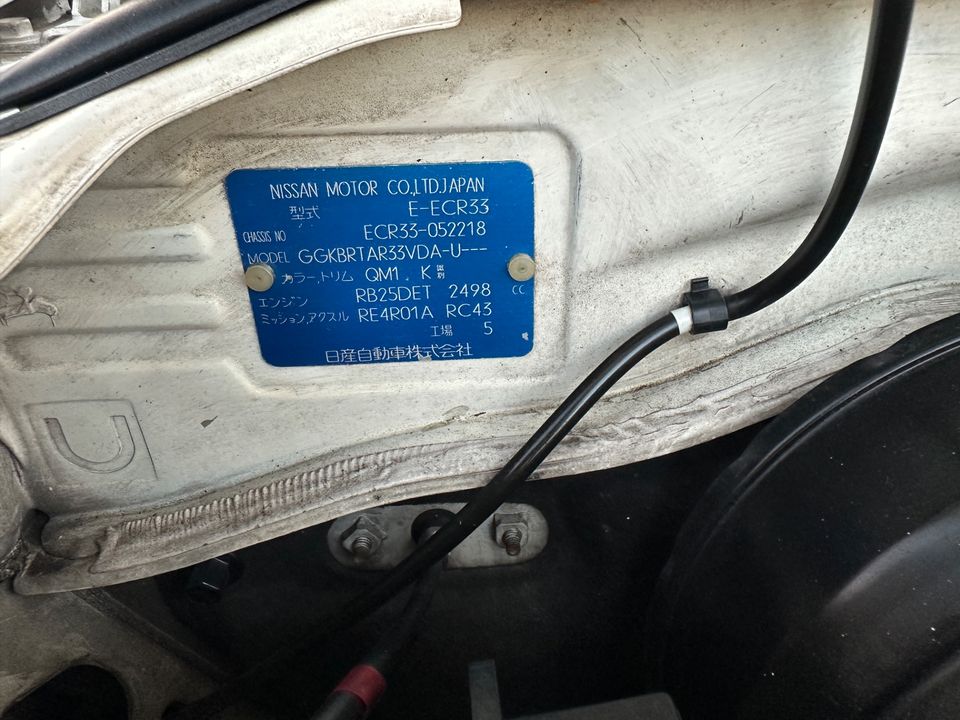 NISSAN MOTOR CO.,LTD.JAPAN
型式 E-ECR33
CHASSIS NO ECR33-052218
MODEL GGKBRTAR33VDA-U---
カラー,トリム QM1 . K 識別
エンジン RB25DET 2498 CC
ミッション,アクスル RE4R01A RC43
工場 5
日産自動車株式会社
U